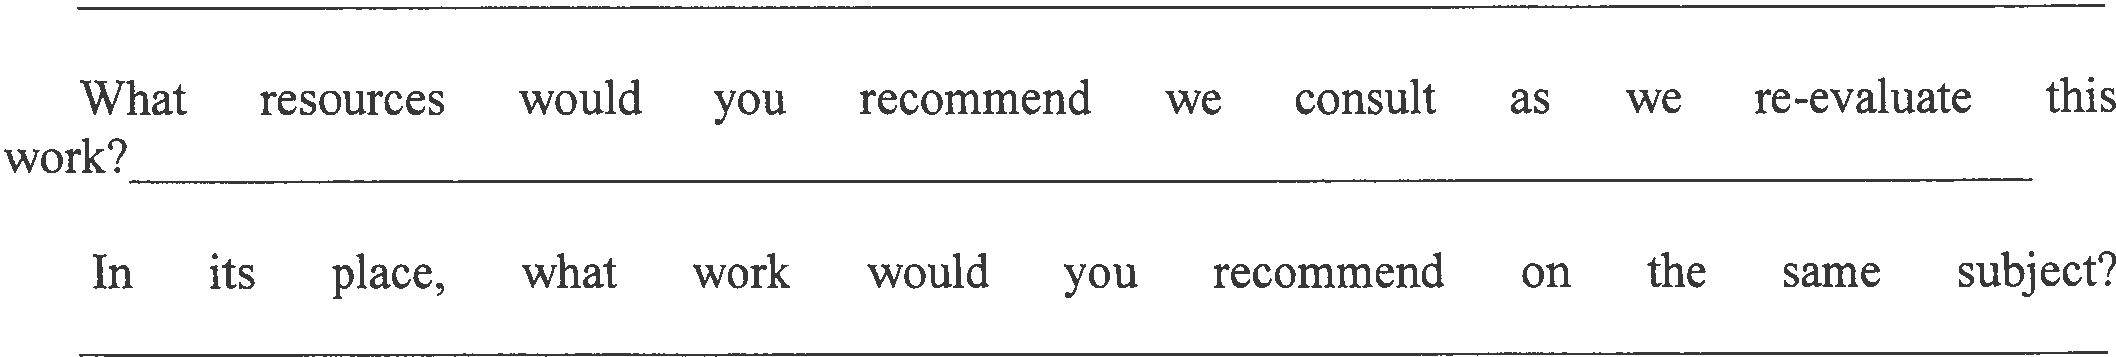 What resources would you recommend we consult as we re-evaluate this
work?
In its place, what work would you recommend on the same subject?